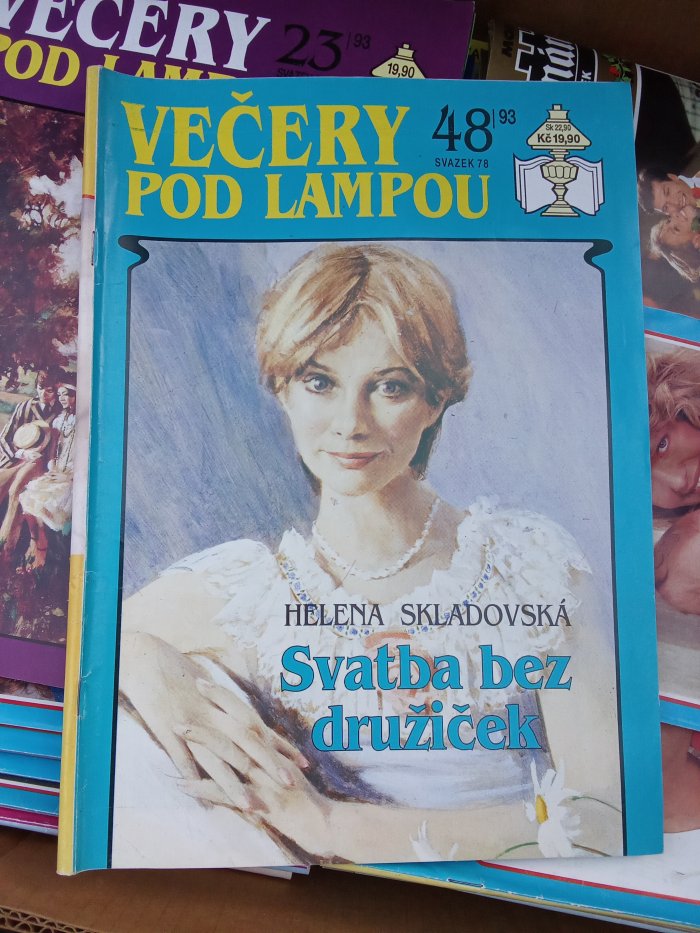 VEČERY
POD LAMPOU
23/93
SVAZEK
19,90
VEČERY
POD LAMPOU
48/93
SVAZEK 78
Sk 22,90
Kč 19,90
HELENA SKLADOVSKÁ
Svatba bez
družiček